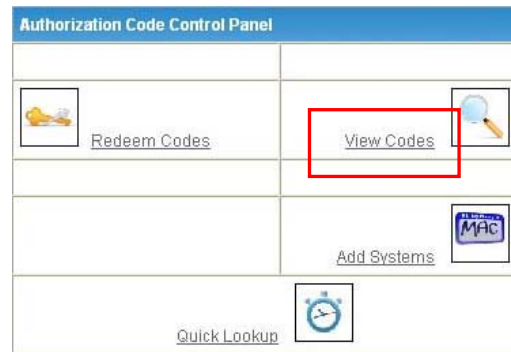 Authorization Code Control Panel
Redeem Codes
View Codes
MAC
Add Systems
Quick Lookup